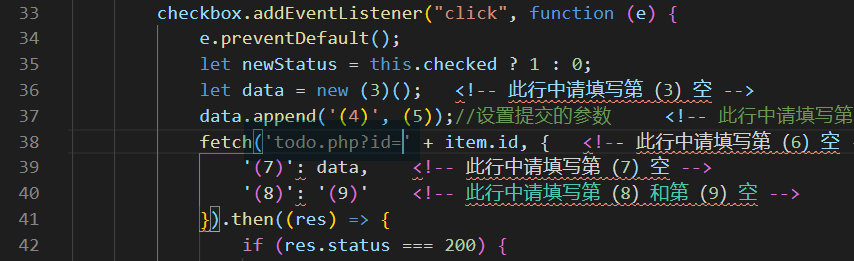 33 checkbox.addEventListener("click", function (e) {
34 e.preventDefault();
35 let newStatus = this.checked ? 1 : 0;
36 let data = new (3)(); <!-- 此行中请填写第 (3) 空 -->
37 data.append('(4)', (5));//设置提交的参数 <!-- 此行中请填写第
38 fetch('todo.php?id=' + item.id, { <!-- 此行中请填写第 (6) 空 -->
39 '(7)': data, <!-- 此行中请填写第 (7) 空 -->
40 '(8)': '(9)' <!-- 此行中请填写第 (8) 和第 (9) 空 -->
41 }).then((res) => {
42 if (res.status === 200) {